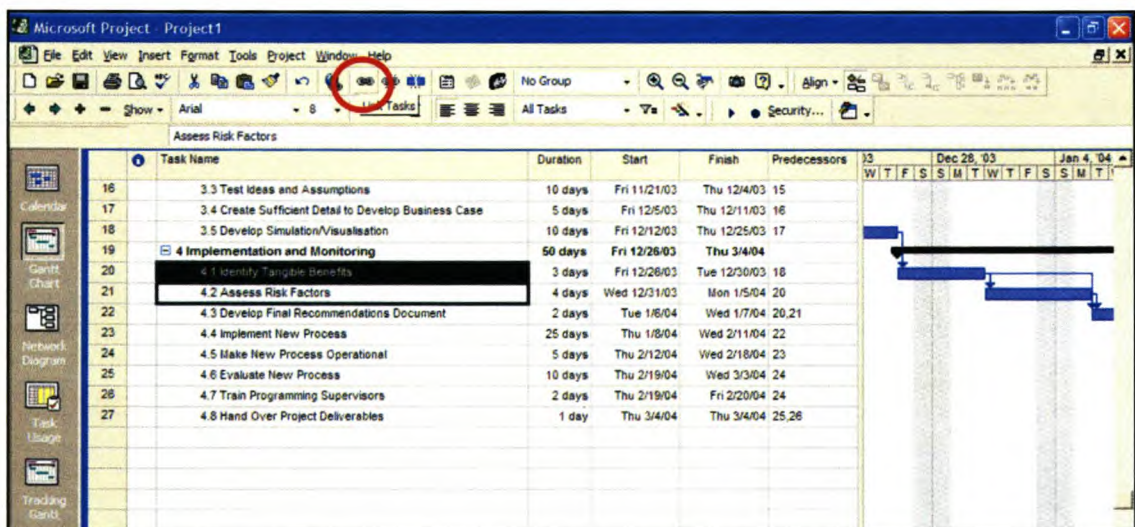 Microsoft Project - Project1
File Edit View Insert Format Tools Project Window Help
No Group
Align
Show Arial 8 Tasks All Tasks Security...
Assess Risk Factors
Task Name Duration Start Finish Predecessors 03 Dec 28, '03 Jan 4, '04
W T F S S M T W T F S S M T
16 3.3 Test Ideas and Assumptions 10 days Fri 11/21/03 Thu 12/4/03 15
17 3.4 Create Sufficient Detail to Develop Business Case 5 days Fri 12/5/03 Thu 12/11/03 16
18 3.5 Develop Simulation/Visualisation 10 days Fri 12/12/03 Thu 12/25/03 17
19 4 Implementation and Monitoring 50 days Fri 12/26/03 Thu 3/4/04
20 4.1 Identify Tangible Benefits 3 days Fri 12/26/03 Tue 12/30/03 18
21 4.2 Assess Risk Factors 4 days Wed 12/31/03 Mon 1/5/04 20
22 4.3 Develop Final Recommendations Document 2 days Tue 1/6/04 Wed 1/7/04 20,21
23 4.4 Implement New Process 25 days Thu 1/8/04 Wed 2/11/04 22
24 4.5 Make New Process Operational 5 days Thu 2/12/04 Wed 2/18/04 23
25 4.6 Evaluate New Process 10 days Thu 2/19/04 Wed 3/3/04 24
26 4.7 Train Programming Supervisors 2 days Thu 2/19/04 Fri 2/20/04 24
27 4.8 Hand Over Project Deliverables 1 day Thu 3/4/04 Thu 3/4/04 25,26
Calendar
Gantt
Chart
Network
Diagram
Task
Usage
Tracking
Gantt